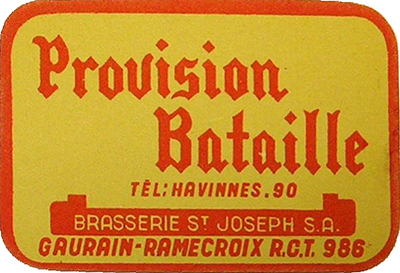 Provision
Bataille
TÉL: HAVINNES. 90
BRASSERIE ST JOSEPH S.A.
GAURAIN-RAMECROIX R.C.T. 986